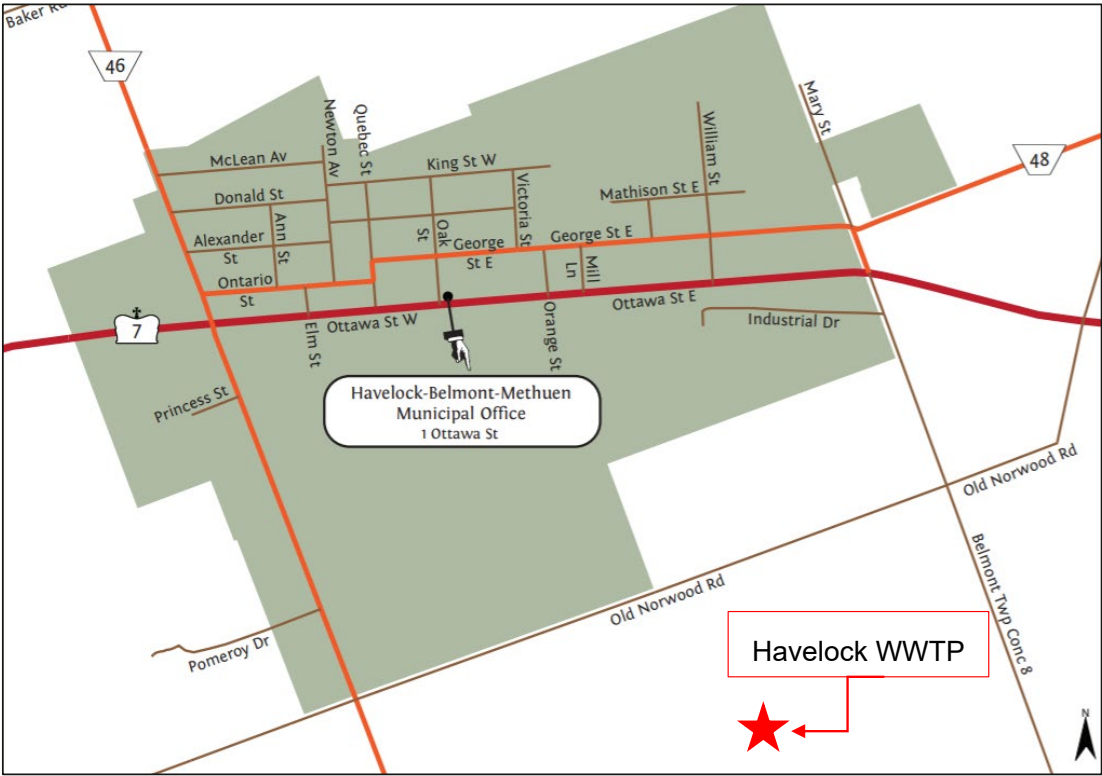 Baker Rd
46
Mary St
Newton Av
Quebec St
William St
McLean Av
King St W
48
Donald St
Victoria St
Mathison St E
Ann St
Alexander
St
Oak
St
George
St E
George St E
Ontario
St
Mill
Ln
7
Elm St
Ottawa St W
Orange St
Ottawa St E
Industrial Dr
Princess St
Havelock-Belmont-Methuen
Municipal Office
1 Ottawa St
Old Norwood Rd
Belmont Twp Conc 8
Old Norwood Rd
Pomeroy Dr
Havelock WWTP
N